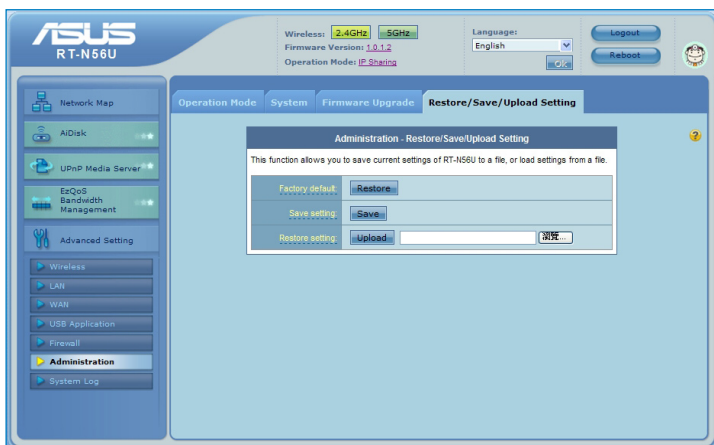 ASUS
RT-N56U
Wireless: 2.4GHz 5GHz
Firmware Version: 1.0.1.2
Operation Mode: IP Sharing
Language:
English
OK
Logout
Reboot
Network Map
AiDisk
UPnP Media Server
EzQoS
Bandwidth
Management
Advanced Setting
Wireless
LAN
WAN
USB Application
Firewall
Administration
System Log
Operation Mode System Firmware Upgrade Restore/Save/Upload Setting
Administration - Restore/Save/Upload Setting
This function allows you to save current settings of RT-N56U to a file, or load settings from a file.
Factory default: Restore
Save setting: Save
Restore setting: Upload 瀏覽...